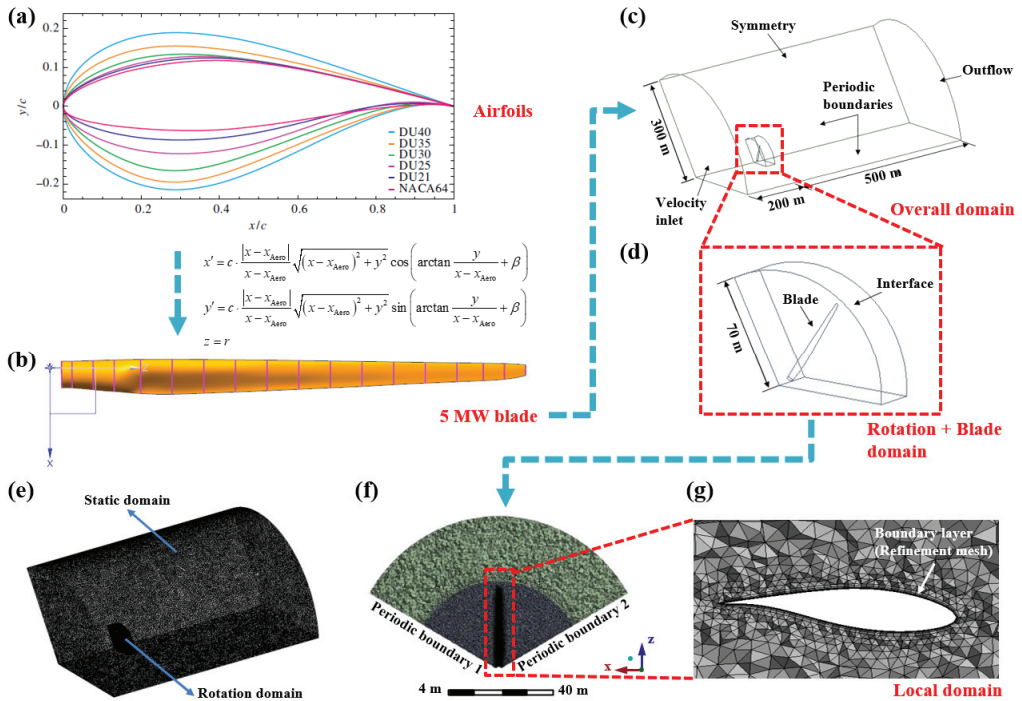 (a)
0.2
0.1
0
−0.1
−0.2
y/c
0
0.2
0.4
0.6
0.8
1
x/c
DU40
DU35
DU30
DU25
DU21
NACA64
Airfoils
x′ = c · |x − x_Aero| / (x − x_Aero) √((x − x_Aero)² + y²) cos(arctan y / (x − x_Aero) + β)
y′ = c · |x − x_Aero| / (x − x_Aero) √((x − x_Aero)² + y²) sin(arctan y / (x − x_Aero) + β)
z = r
(b)
X
5 MW blade
(c)
Symmetry
Outflow
Periodic
boundaries
300 m
Velocity
inlet
200 m
500 m
Overall domain
(d)
Interface
Blade
70 m
Rotation + Blade
domain
(e)
Static domain
Rotation domain
(f)
Periodic boundary 1
Periodic boundary 2
z
x
4 m
40 m
(g)
Boundary layer
(Refinement mesh)
Local domain